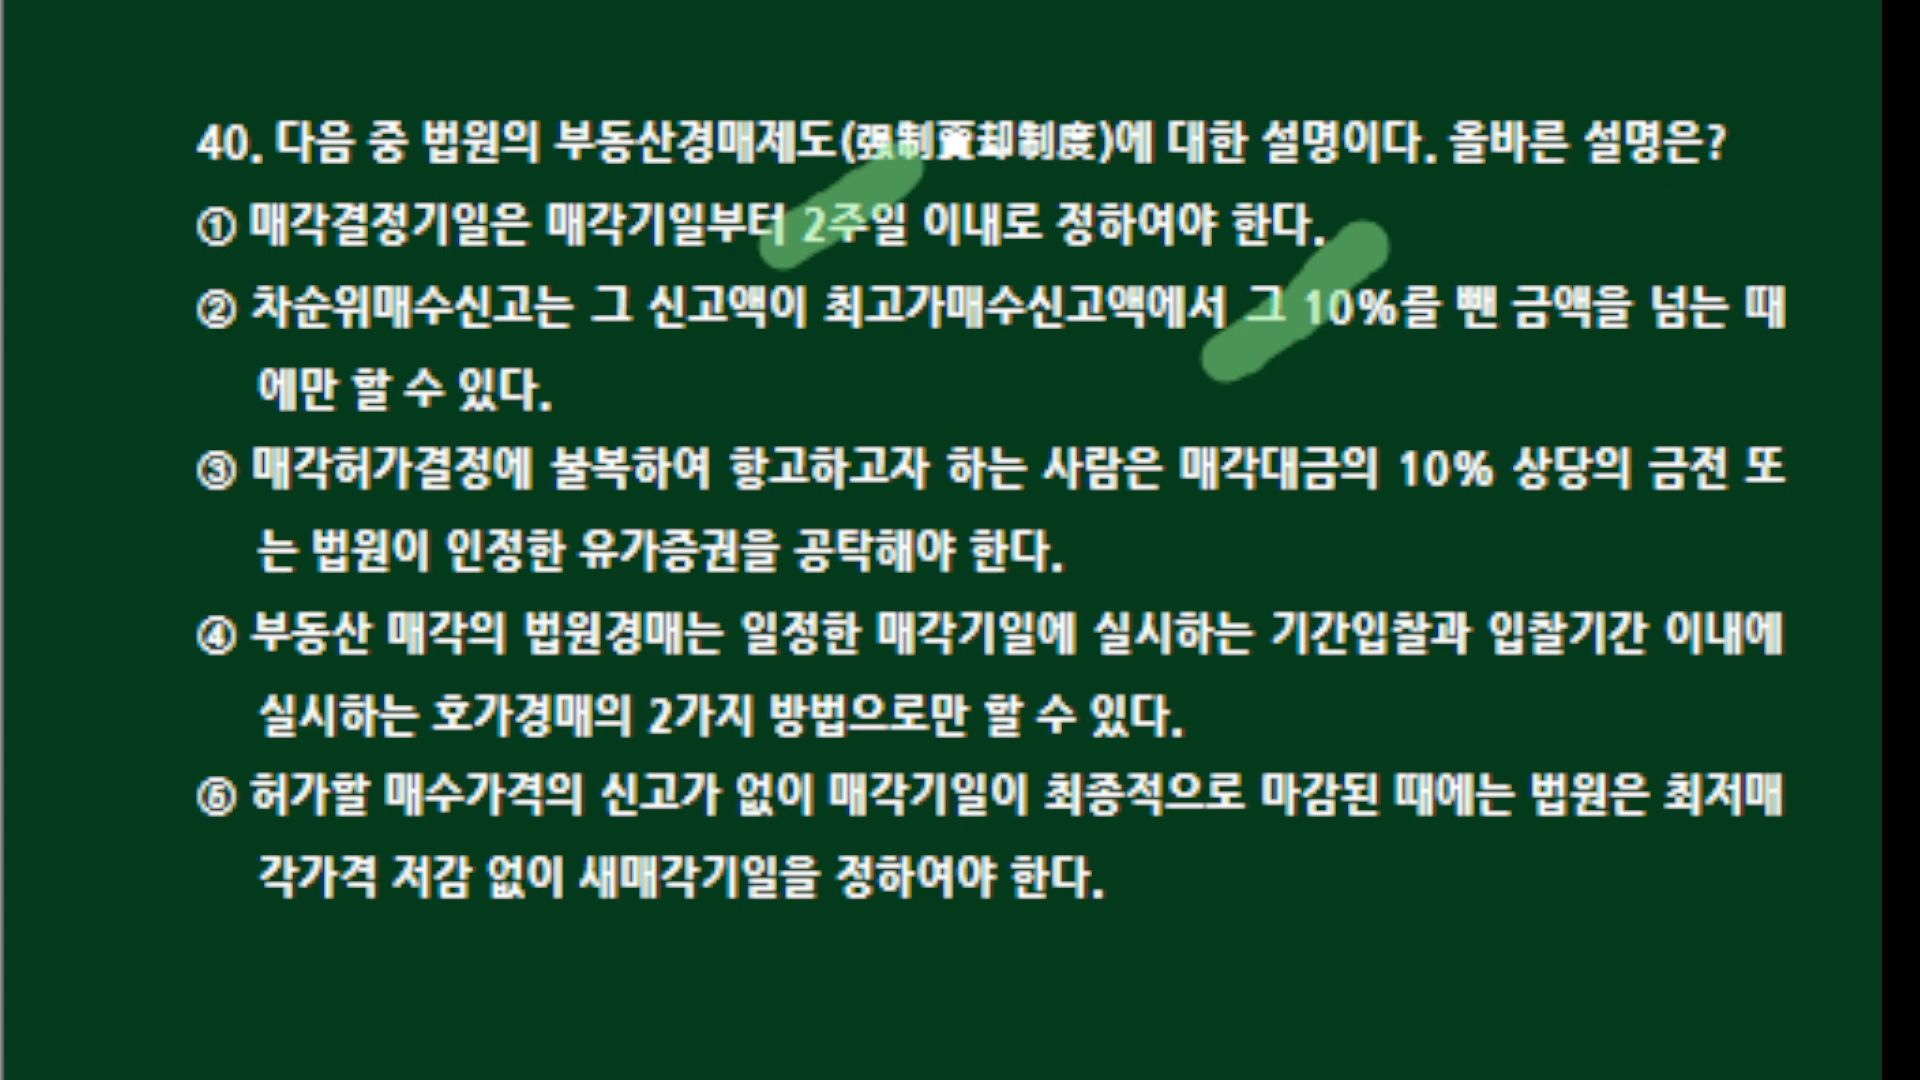 40. 다음 중 법원의 부동산경매제도(强制賣却制度)에 대한 설명이다. 올바른 설명은?
① 매각결정기일은 매각기일부터 2주일 이내로 정하여야 한다.
② 차순위매수신고는 그 신고액이 최고가매수신고액에서 그 10%를 뺀 금액을 넘는 때
에만 할 수 있다.
③ 매각허가결정에 불복하여 항고하고자 하는 사람은 매각대금의 10% 상당의 금전 또
는 법원이 인정한 유가증권을 공탁해야 한다.
④ 부동산 매각의 법원경매는 일정한 매각기일에 실시하는 기간입찰과 입찰기간 이내에
실시하는 호가경매의 2가지 방법으로만 할 수 있다.
⑤ 허가할 매수가격의 신고가 없이 매각기일이 최종적으로 마감된 때에는 법원은 최저매
각가격 저감 없이 새매각기일을 정하여야 한다.